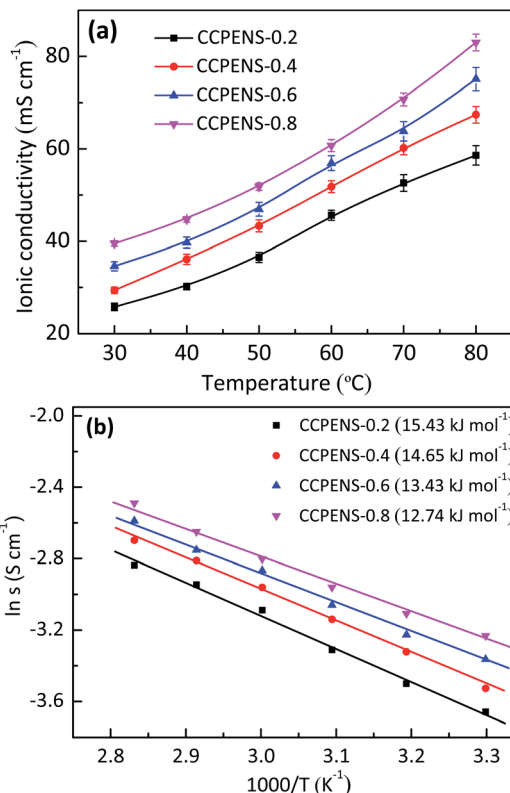 (a)
CCPENS-0.2
CCPENS-0.4
CCPENS-0.6
CCPENS-0.8
Ionic conductivity (mS cm⁻¹)
80
60
40
20
30 40 50 60 70 80
Temperature (°C)
(b)
CCPENS-0.2 (15.43 kJ mol⁻¹)
CCPENS-0.4 (14.65 kJ mol⁻¹)
CCPENS-0.6 (13.43 kJ mol⁻¹)
CCPENS-0.8 (12.74 kJ mol⁻¹)
ln s (S cm⁻¹)
-2.0
-2.4
-2.8
-3.2
-3.6
2.8 2.9 3.0 3.1 3.2 3.3
1000/T (K⁻¹)